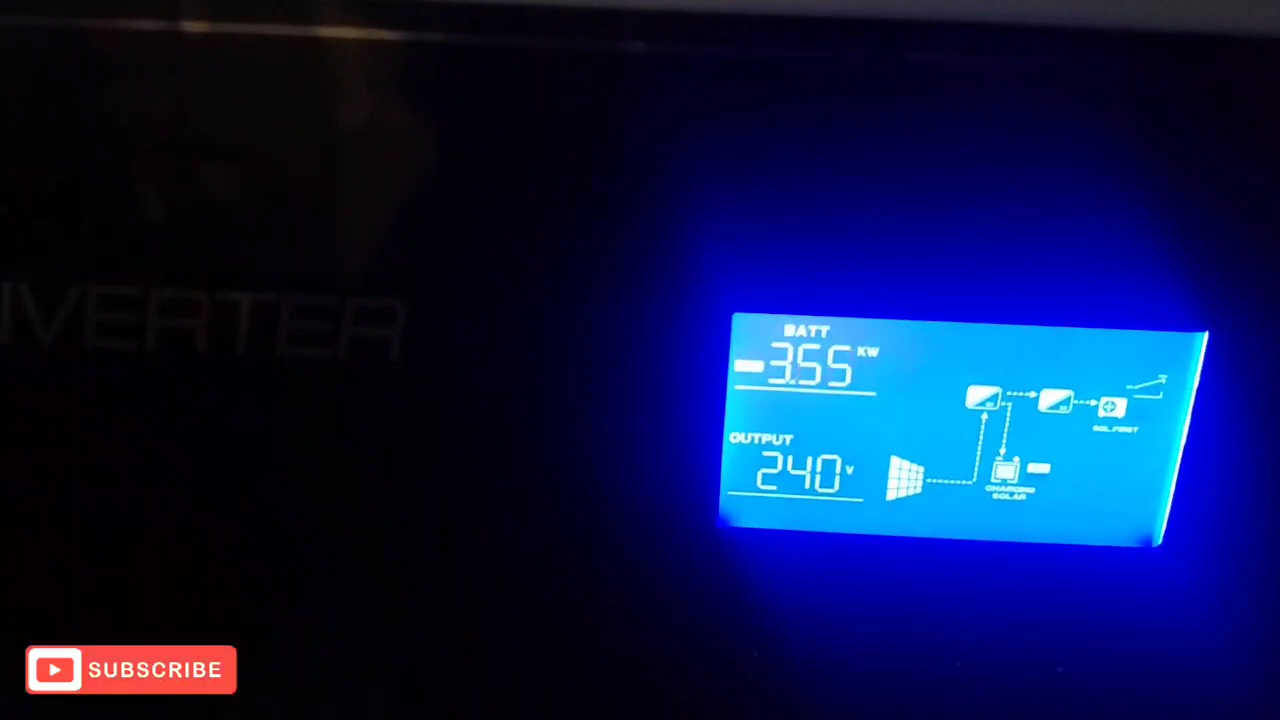 IVERTER
BATT
-3.55 KW
OUTPUT
240 V
SOL FIRST
CHARGING
SOLAR
SUBSCRIBE